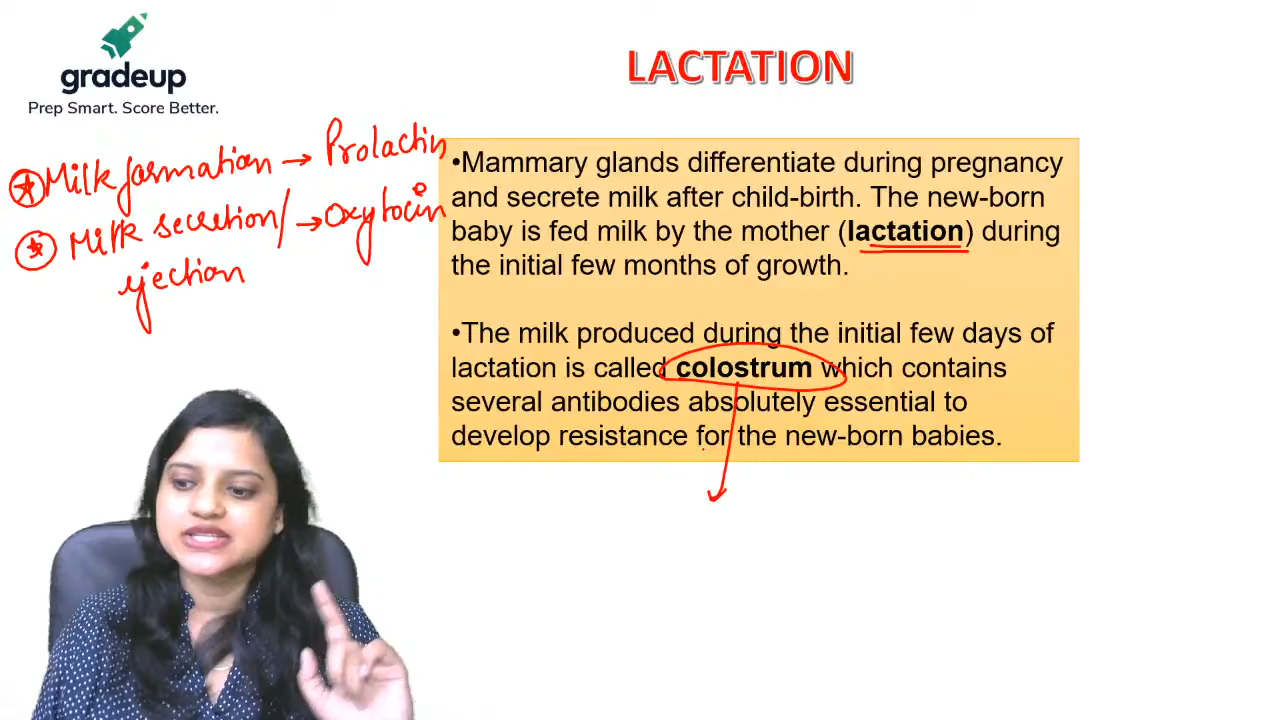 gradeup
Prep Smart. Score Better.
LACTATION
Milk formation → Prolactin
Milk secretion/ → Oxytocin
ejection
•Mammary glands differentiate during pregnancy
and secrete milk after child-birth. The new-born
baby is fed milk by the mother (lactation) during
the initial few months of growth.
•The milk produced during the initial few days of
lactation is called colostrum which contains
several antibodies absolutely essential to
develop resistance for the new-born babies.